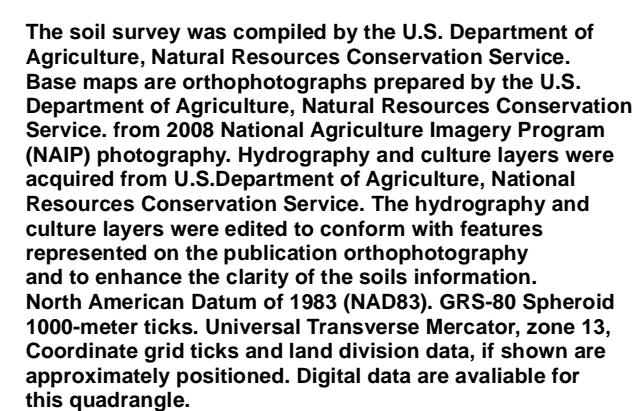 The soil survey was compiled by the U.S. Department of
Agriculture, Natural Resources Conservation Service.
Base maps are orthophotographs prepared by the U.S.
Department of Agriculture, Natural Resources Conservation
Service. from 2008 National Agriculture Imagery Program
(NAIP) photography. Hydrography and culture layers were
acquired from U.S.Department of Agriculture, National
Resources Conservation Service. The hydrography and
culture layers were edited to conform with features
represented on the publication orthophotography
and to enhance the clarity of the soils information.
North American Datum of 1983 (NAD83). GRS-80 Spheroid
1000-meter ticks. Universal Transverse Mercator, zone 13,
Coordinate grid ticks and land division data, if shown are
approximately positioned. Digital data are avaliable for
this quadrangle.